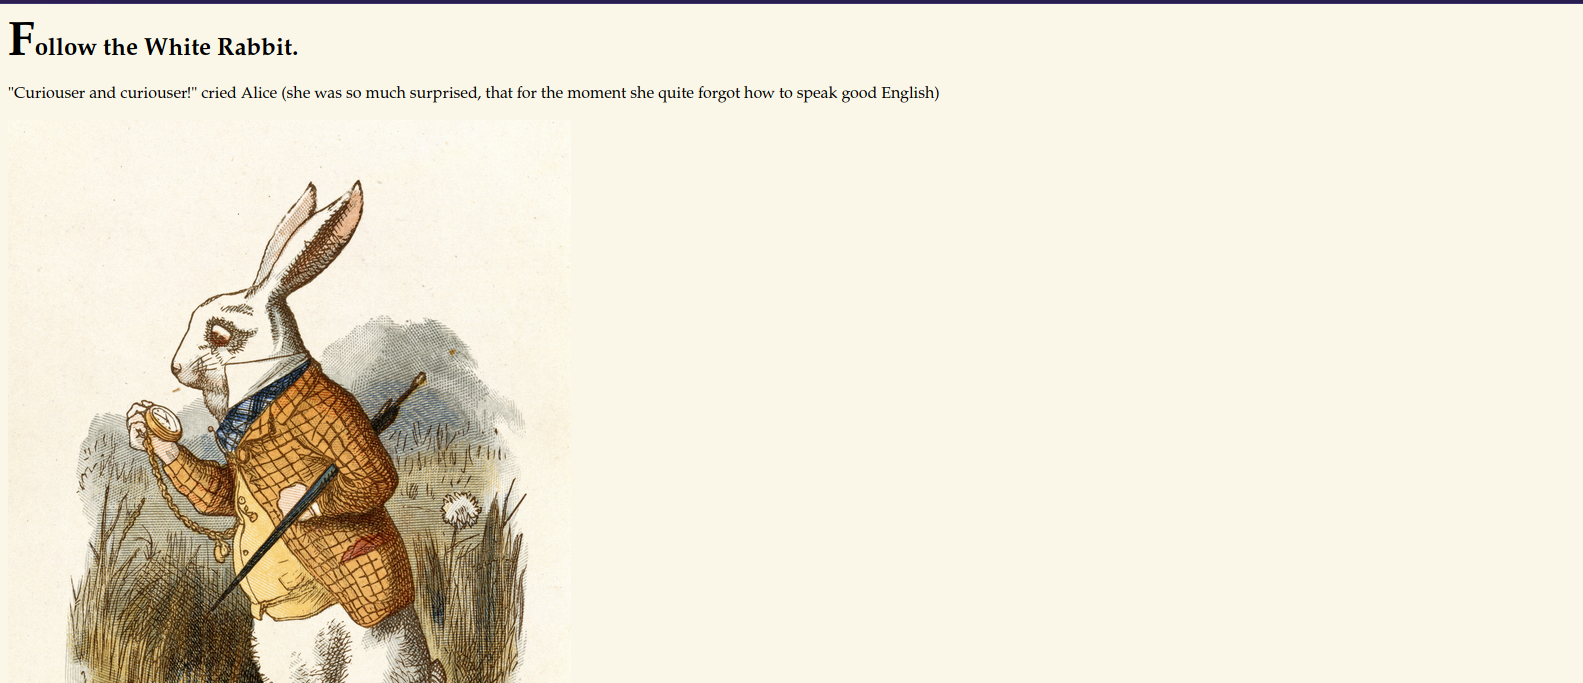 Follow the White Rabbit.
"Curiouser and curiouser!" cried Alice (she was so much surprised, that for the moment she quite forgot how to speak good English)